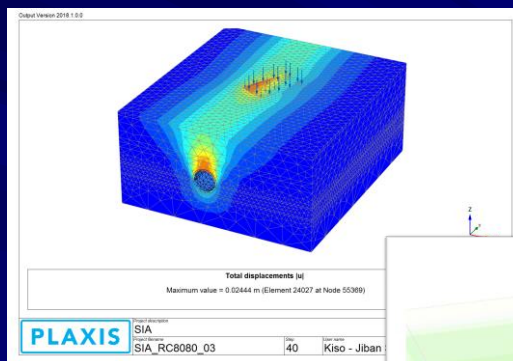 Output Version 2018.1.0.0
Z
Total displacements |u|
Maximum value = 0.02444 m (Element 24027 at Node 55369)
PLAXIS
Project description
SIA
Project filename
SIA_RC8080_03
Step
40
User name
Kiso - Jiban